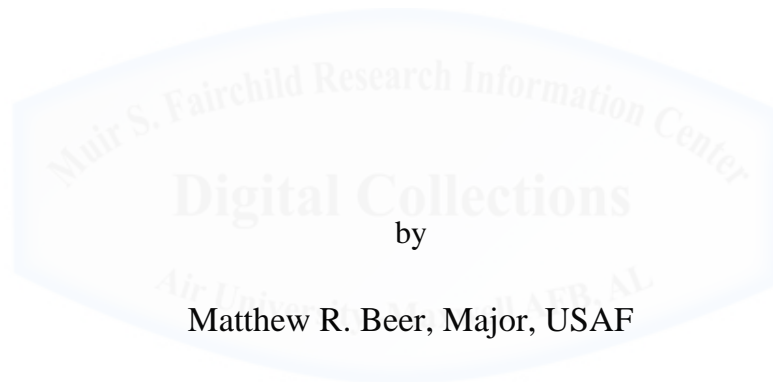 Muir S. Fairchild Research Information Center
Digital Collections
by
Air University, Maxwell AFB, AL
Matthew R. Beer, Major, USAF